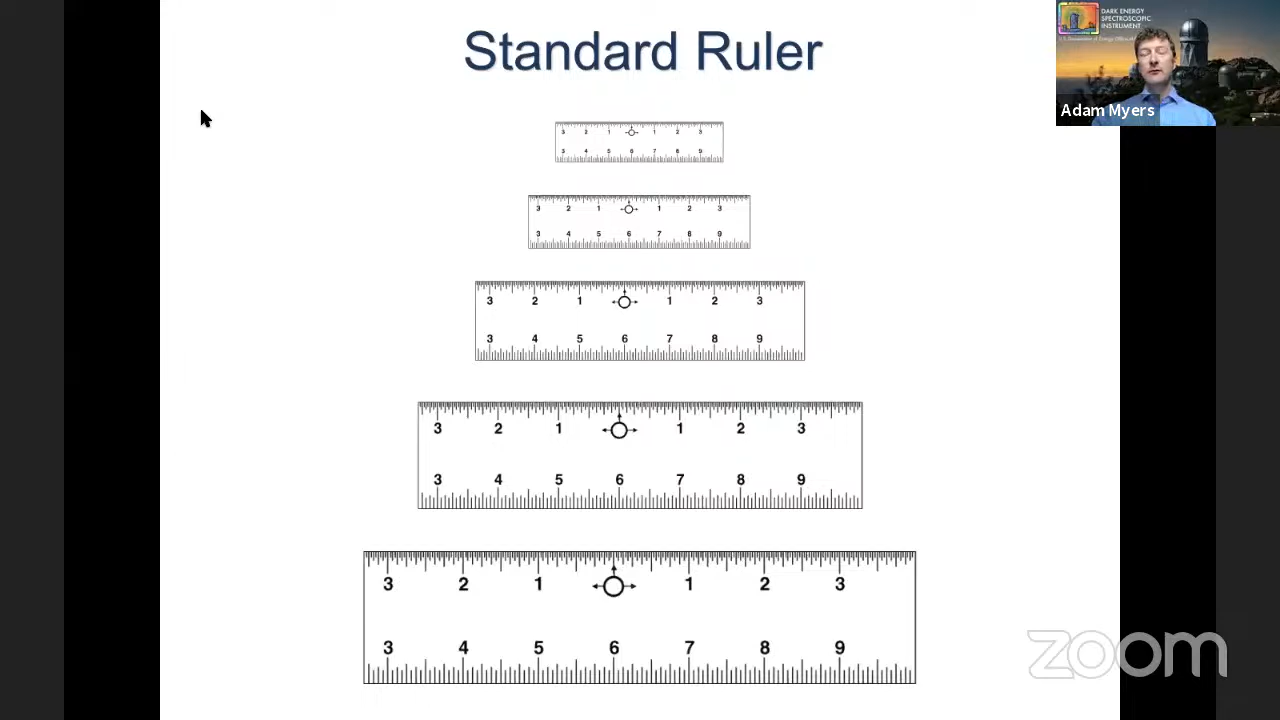 Standard Ruler
DARK ENERGY
SPECTROSCOPIC
INSTRUMENT
Adam Myers
3 2 1 1 2 3
3 4 5 6 7 8 9
3 2 1 1 2 3
3 4 5 6 7 8 9
3 2 1 1 2 3
3 4 5 6 7 8 9
3 2 1 1 2 3
3 4 5 6 7 8 9
3 2 1 1 2 3
3 4 5 6 7 8 9
zoom